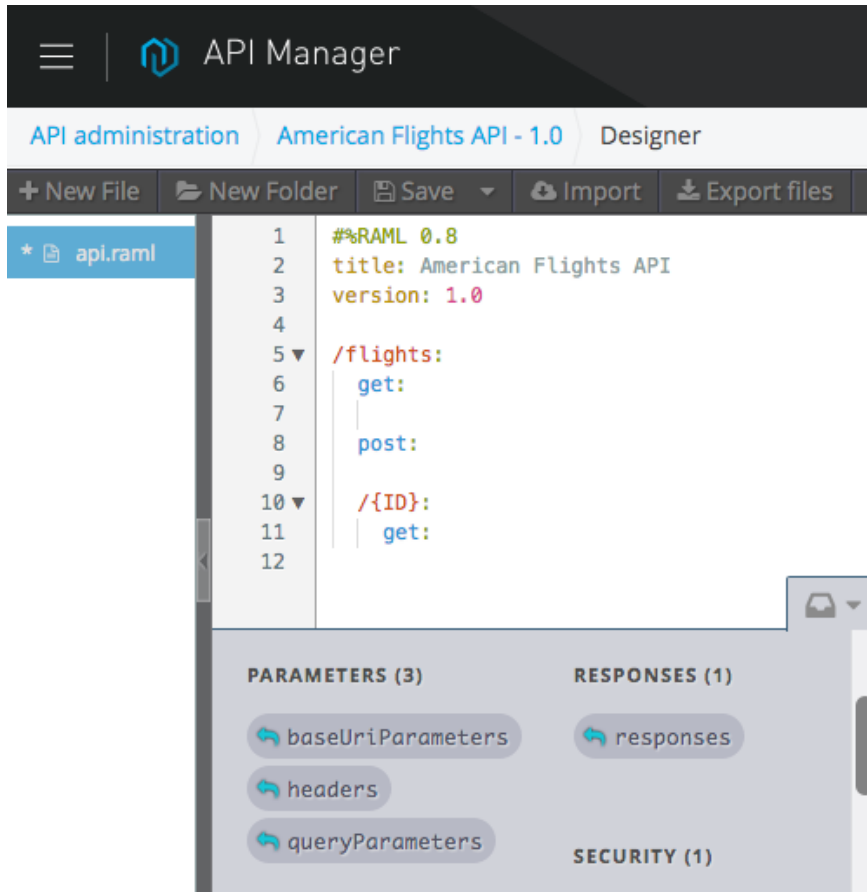 API Manager
API administration American Flights API - 1.0 Designer
+ New File New Folder Save Import Export files
* api.raml
1 #%RAML 0.8
2 title: American Flights API
3 version: 1.0
4
5 /flights:
6 get:
7
8 post:
9
10 /{ID}:
11 get:
12
PARAMETERS (3) RESPONSES (1)
baseUriParameters responses
headers
queryParameters
SECURITY (1)